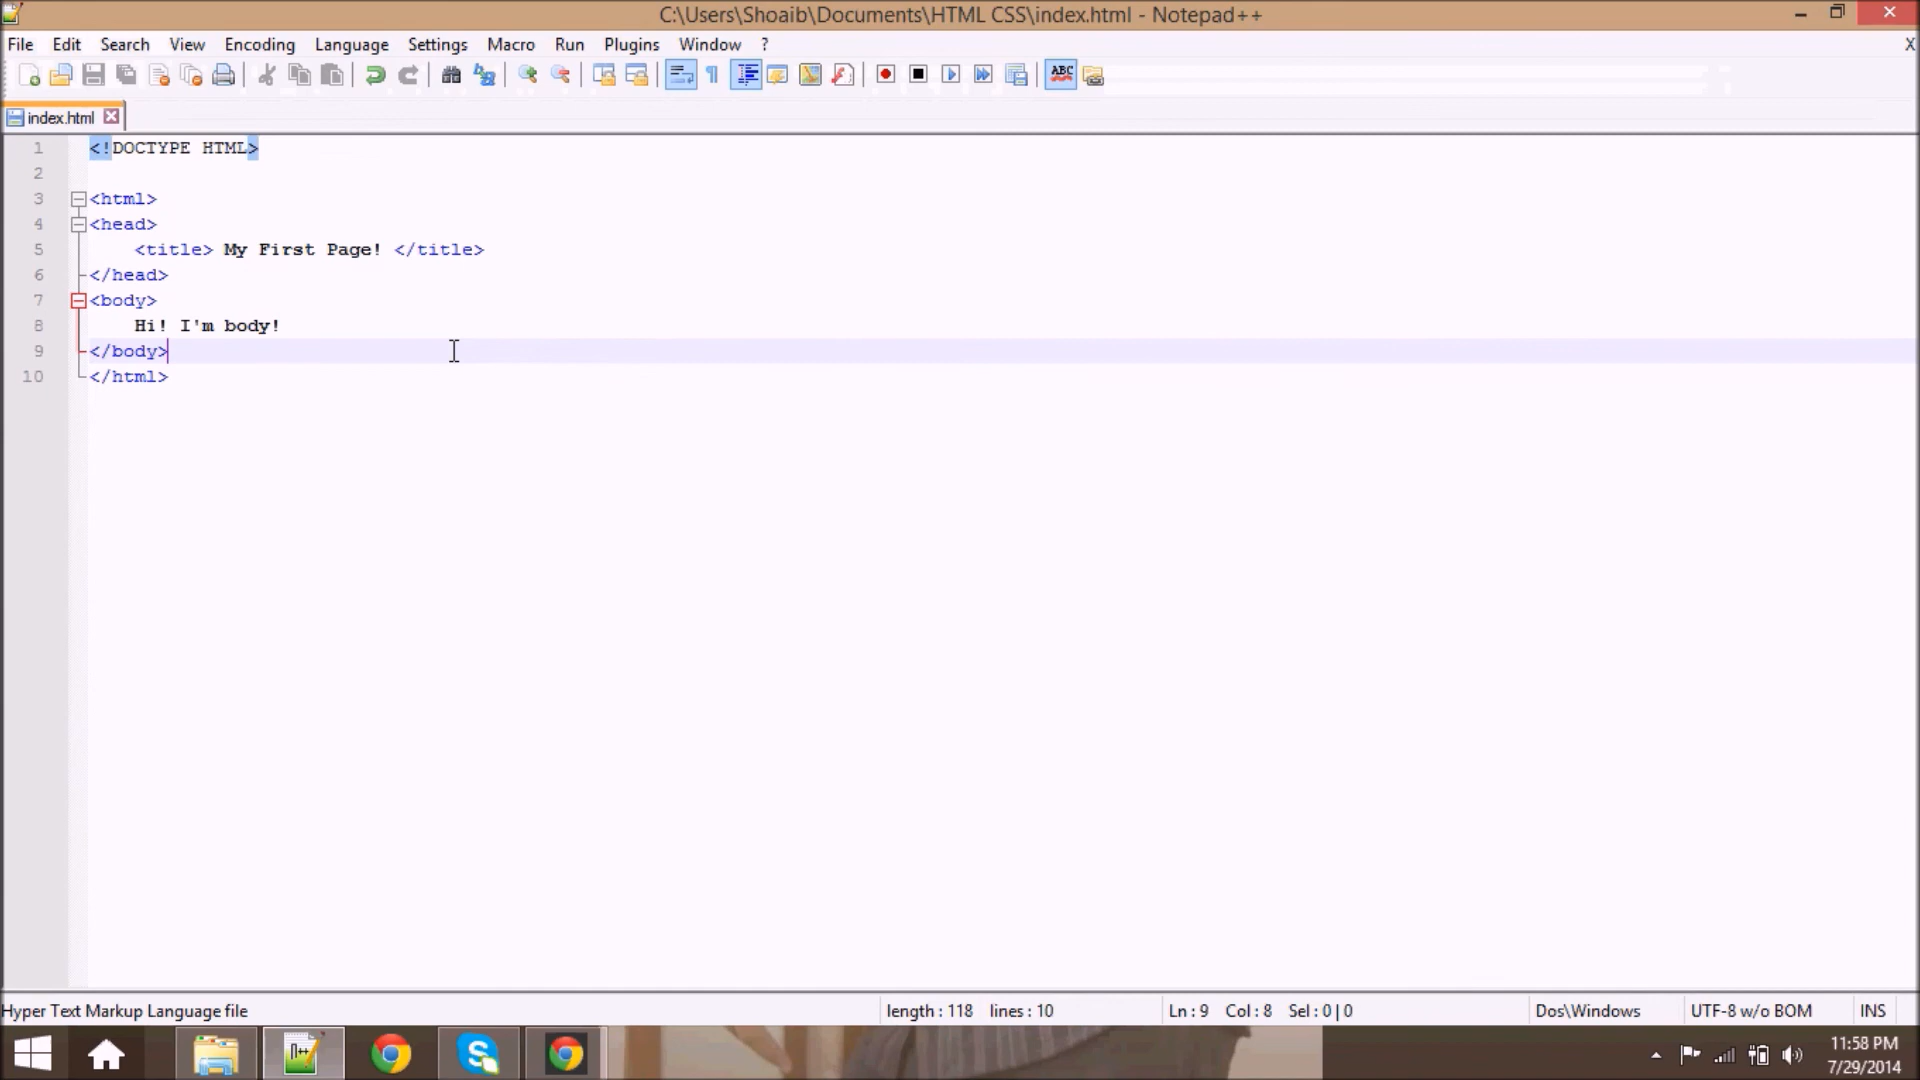 C:\Users\Shoaib\Documents\HTML CSS\index.html - Notepad++
File Edit Search View Encoding Language Settings Macro Run Plugins Window ? X
ABC
index.html
1 <!DOCTYPE HTML>
2
3 <html>
4 <head>
5 <title> My First Page! </title>
6 </head>
7 <body>
8 Hi! I'm body!
9 </body>
10 </html>
Hyper Text Markup Language file length : 118 lines : 10 Ln : 9 Col : 8 Sel : 0 | 0 Dos\Windows UTF-8 w/o BOM INS
11:58 PM
7/29/2014